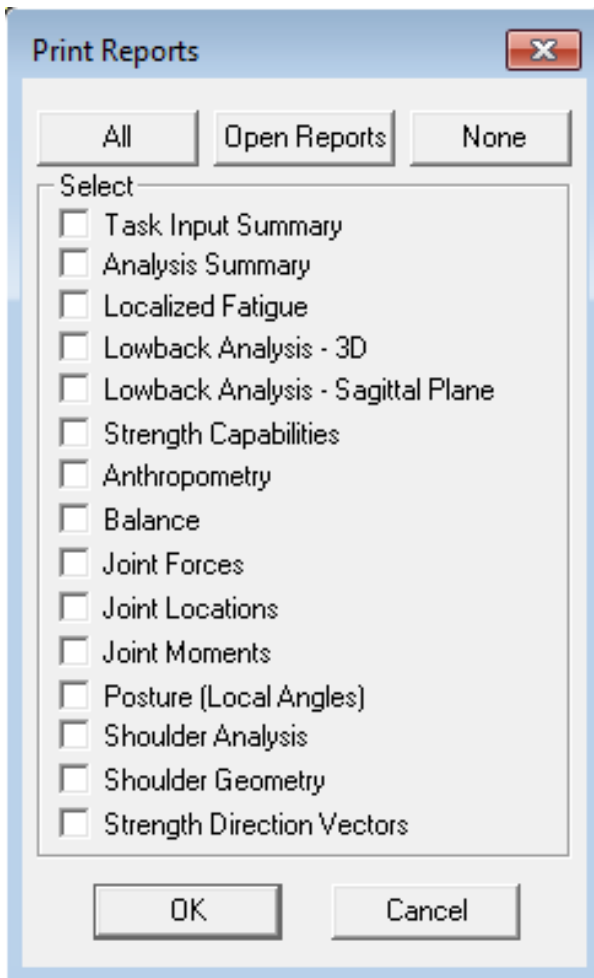 Print Reports
All Open Reports None
Select
Task Input Summary
Analysis Summary
Localized Fatigue
Lowback Analysis - 3D
Lowback Analysis - Sagittal Plane
Strength Capabilities
Anthropometry
Balance
Joint Forces
Joint Locations
Joint Moments
Posture (Local Angles)
Shoulder Analysis
Shoulder Geometry
Strength Direction Vectors
OK Cancel